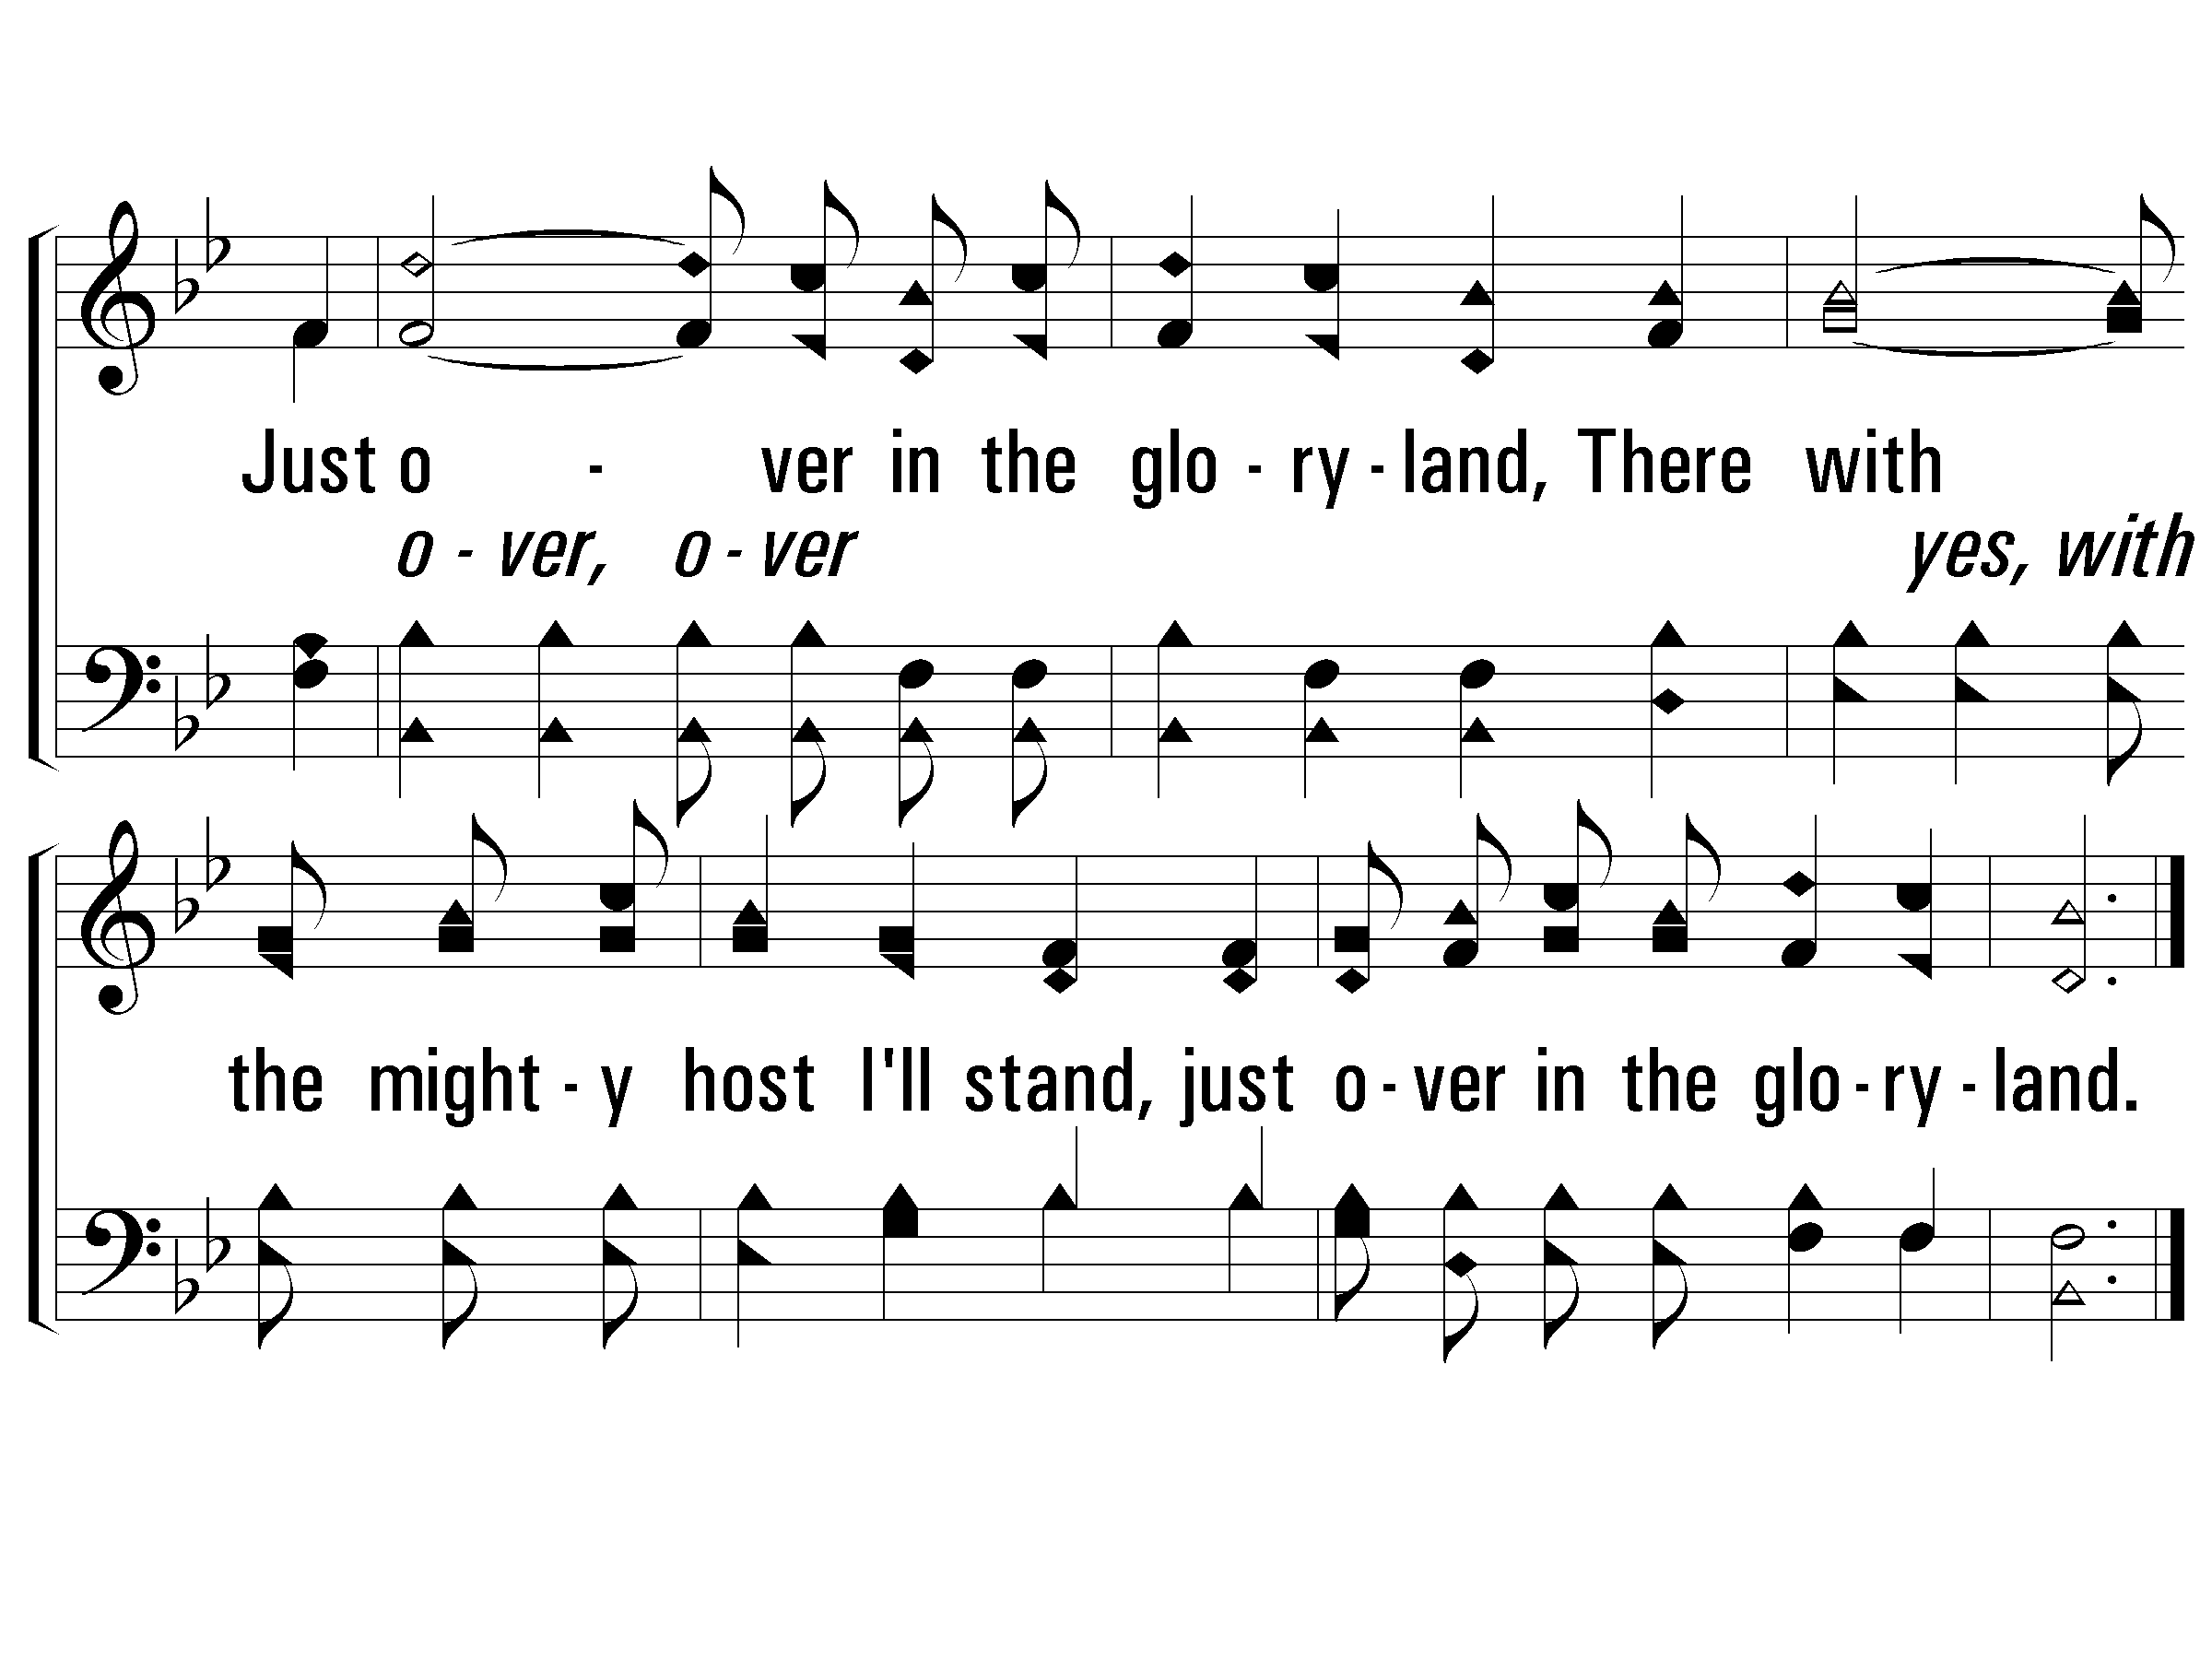 Just o - ver in the glo - ry - land, There with
o - ver, o - ver yes, with
the might - y host I'll stand, just o - ver in the glo - ry - land.